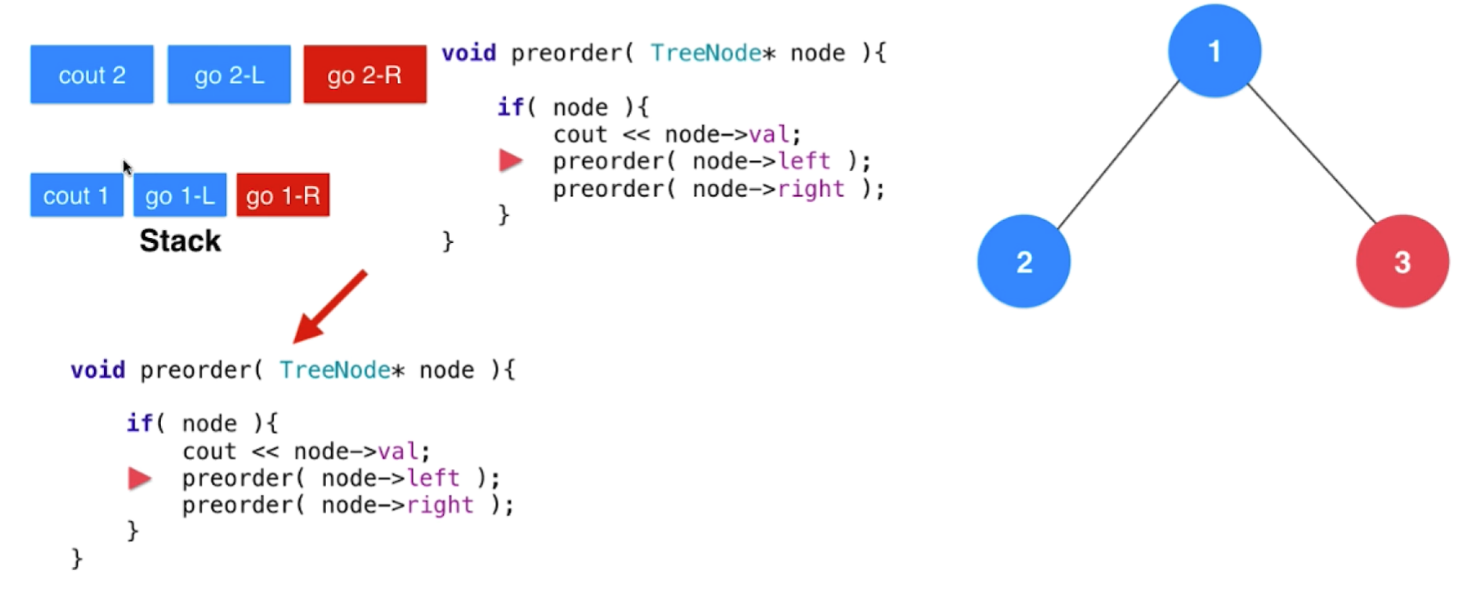 cout 2 go 2-L go 2-R
cout 1 go 1-L go 1-R
Stack
void preorder( TreeNode* node ){
if( node ){
cout << node->val;
preorder( node->left );
preorder( node->right );
}
}
void preorder( TreeNode* node ){
if( node ){
cout << node->val;
preorder( node->left );
preorder( node->right );
}
}
1
2 3